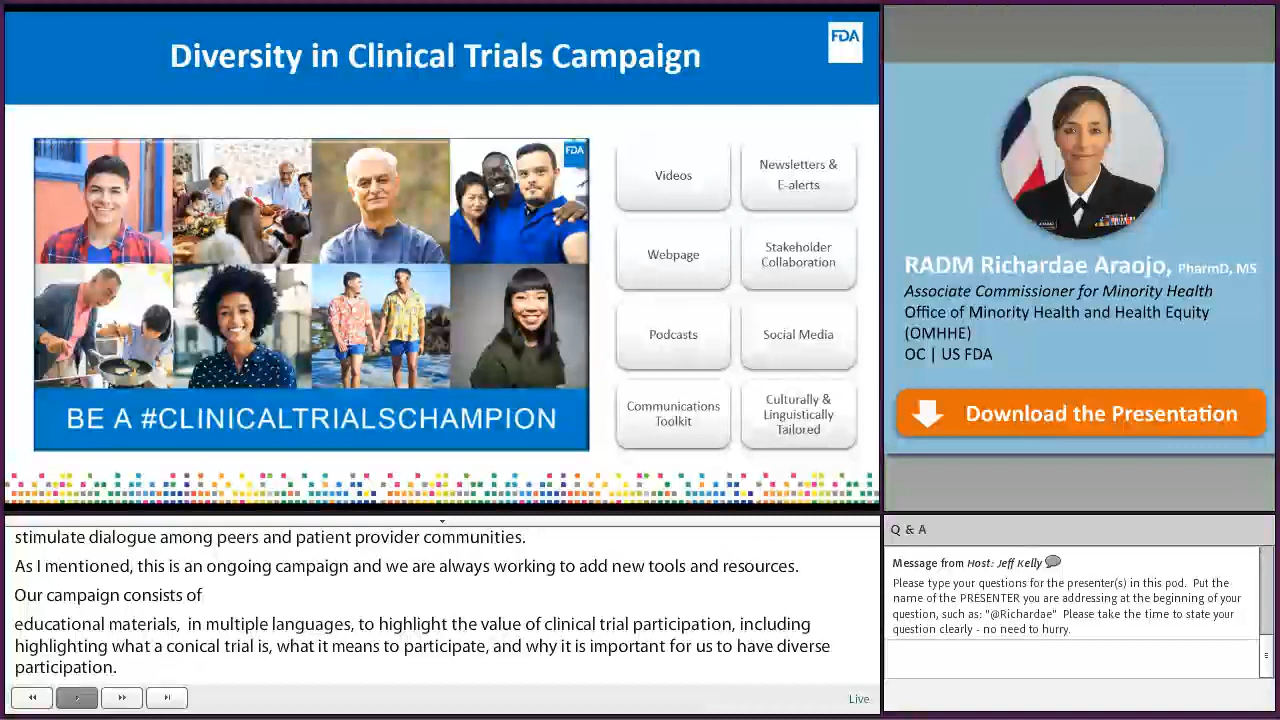 Diversity in Clinical Trials Campaign
FDA
FDA
BE A #CLINICALTRIALSCHAMPION
Videos
Newsletters &
E-alerts
Webpage
Stakeholder
Collaboration
Podcasts
Social Media
Communications
Toolkit
Culturally &
Linguistically
Tailored
RADM Richardae Araojo, PharmD, MS
Associate Commissioner for Minority Health
Office of Minority Health and Health Equity
(OMHHE)
OC | US FDA
Download the Presentation
stimulate dialogue among peers and patient provider communities.
As I mentioned, this is an ongoing campaign and we are always working to add new tools and resources.
Our campaign consists of
educational materials, in multiple languages, to highlight the value of clinical trial participation, including
highlighting what a conical trial is, what it means to participate, and why it is important for us to have diverse
participation.
Live
Q & A
Message from Host: Jeff Kelly
Please type your questions for the presenter(s) in this pod. Put the
name of the PRESENTER you are addressing at the beginning of your
question, such as: "@Richardae" Please take the time to state your
question clearly - no need to hurry.